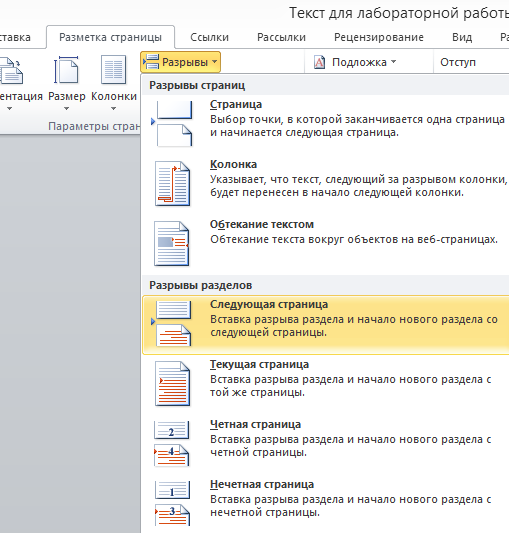 Текст для лабораторной работы
ставка Разметка страницы Ссылки Рассылки Рецензирование Вид
Разрывы Подложка Отступ
ентация Размер Колонки
Параметры стран
Разрывы страниц
Страница
Выбор точки, в которой заканчивается одна страница
и начинается следующая страница.
Колонка
Указывает, что текст, следующий за разрывом колонки,
будет перенесен в начало следующей колонки.
Обтекание текстом
Обтекание текста вокруг объектов на веб-страницах.
Разрывы разделов
Следующая страница
Вставка разрыва раздела и начало нового раздела со
следующей страницы.
Текущая страница
Вставка разрыва раздела и начало нового раздела с
той же страницы.
2
4
Четная страница
Вставка разрыва раздела и начало нового раздела с
четной страницы.
1
3
Нечетная страница
Вставка разрыва раздела и начало нового раздела с
нечетной страницы.